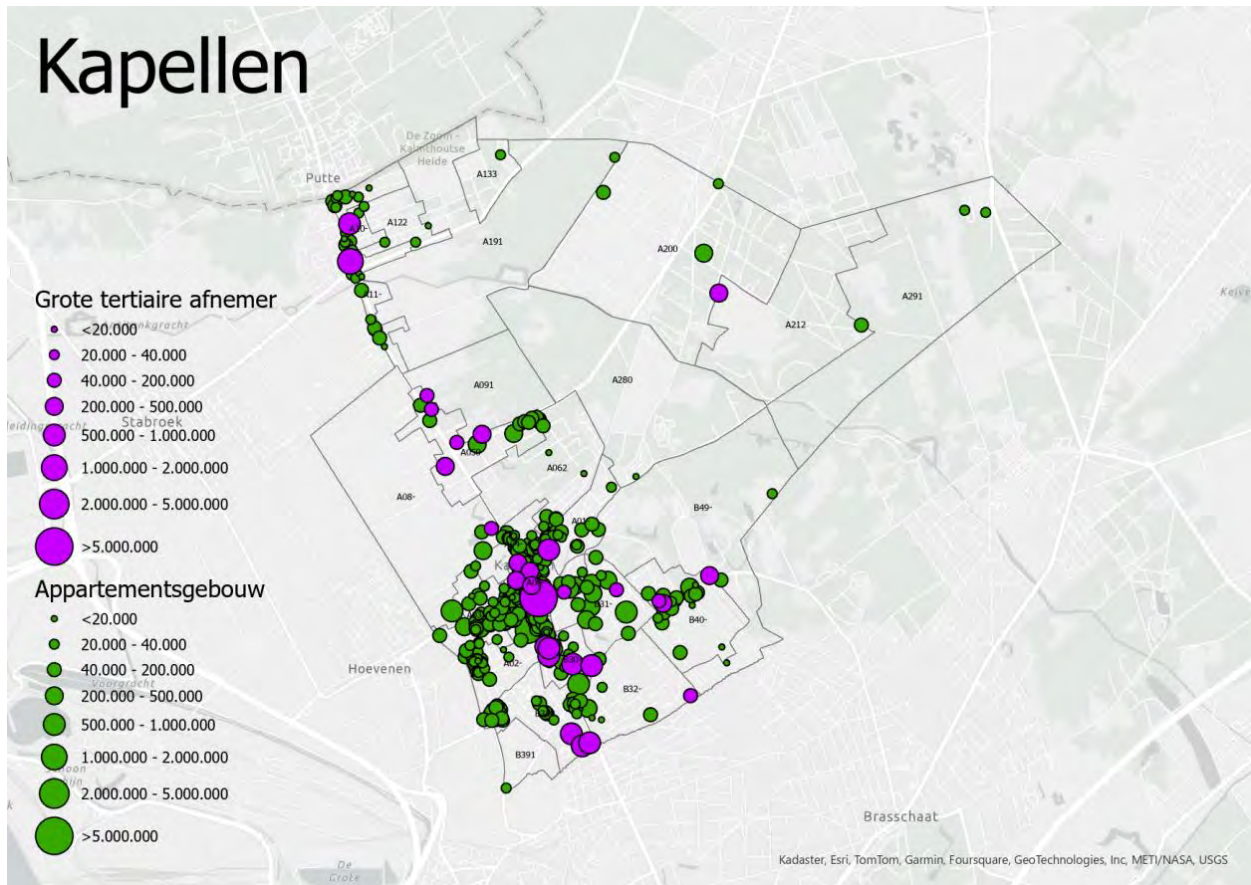 Kapellen
De Zoom -
Kalmthoutse
Heide
Putte
A133
A122
A191
A200
A291
A11-
A212
Grote tertiaire afnemer
<20.000
20.000 - 40.000
40.000 - 200.000
200.000 - 500.000
500.000 - 1.000.000
1.000.000 - 2.000.000
2.000.000 - 5.000.000
>5.000.000
Stabroek
A091
A280
A062
A08-
B49-
Appartementsgebouw
<20.000
20.000 - 40.000
40.000 - 200.000
200.000 - 500.000
500.000 - 1.000.000
1.000.000 - 2.000.000
2.000.000 - 5.000.000
>5.000.000
B31-
B40-
Hoevenen
A02-
B32-
Voorgracht
B391
Brasschaat
De
Grote
Kadaster, Esri, TomTom, Garmin, Foursquare, GeoTechnologies, Inc, METI/NASA, USGS